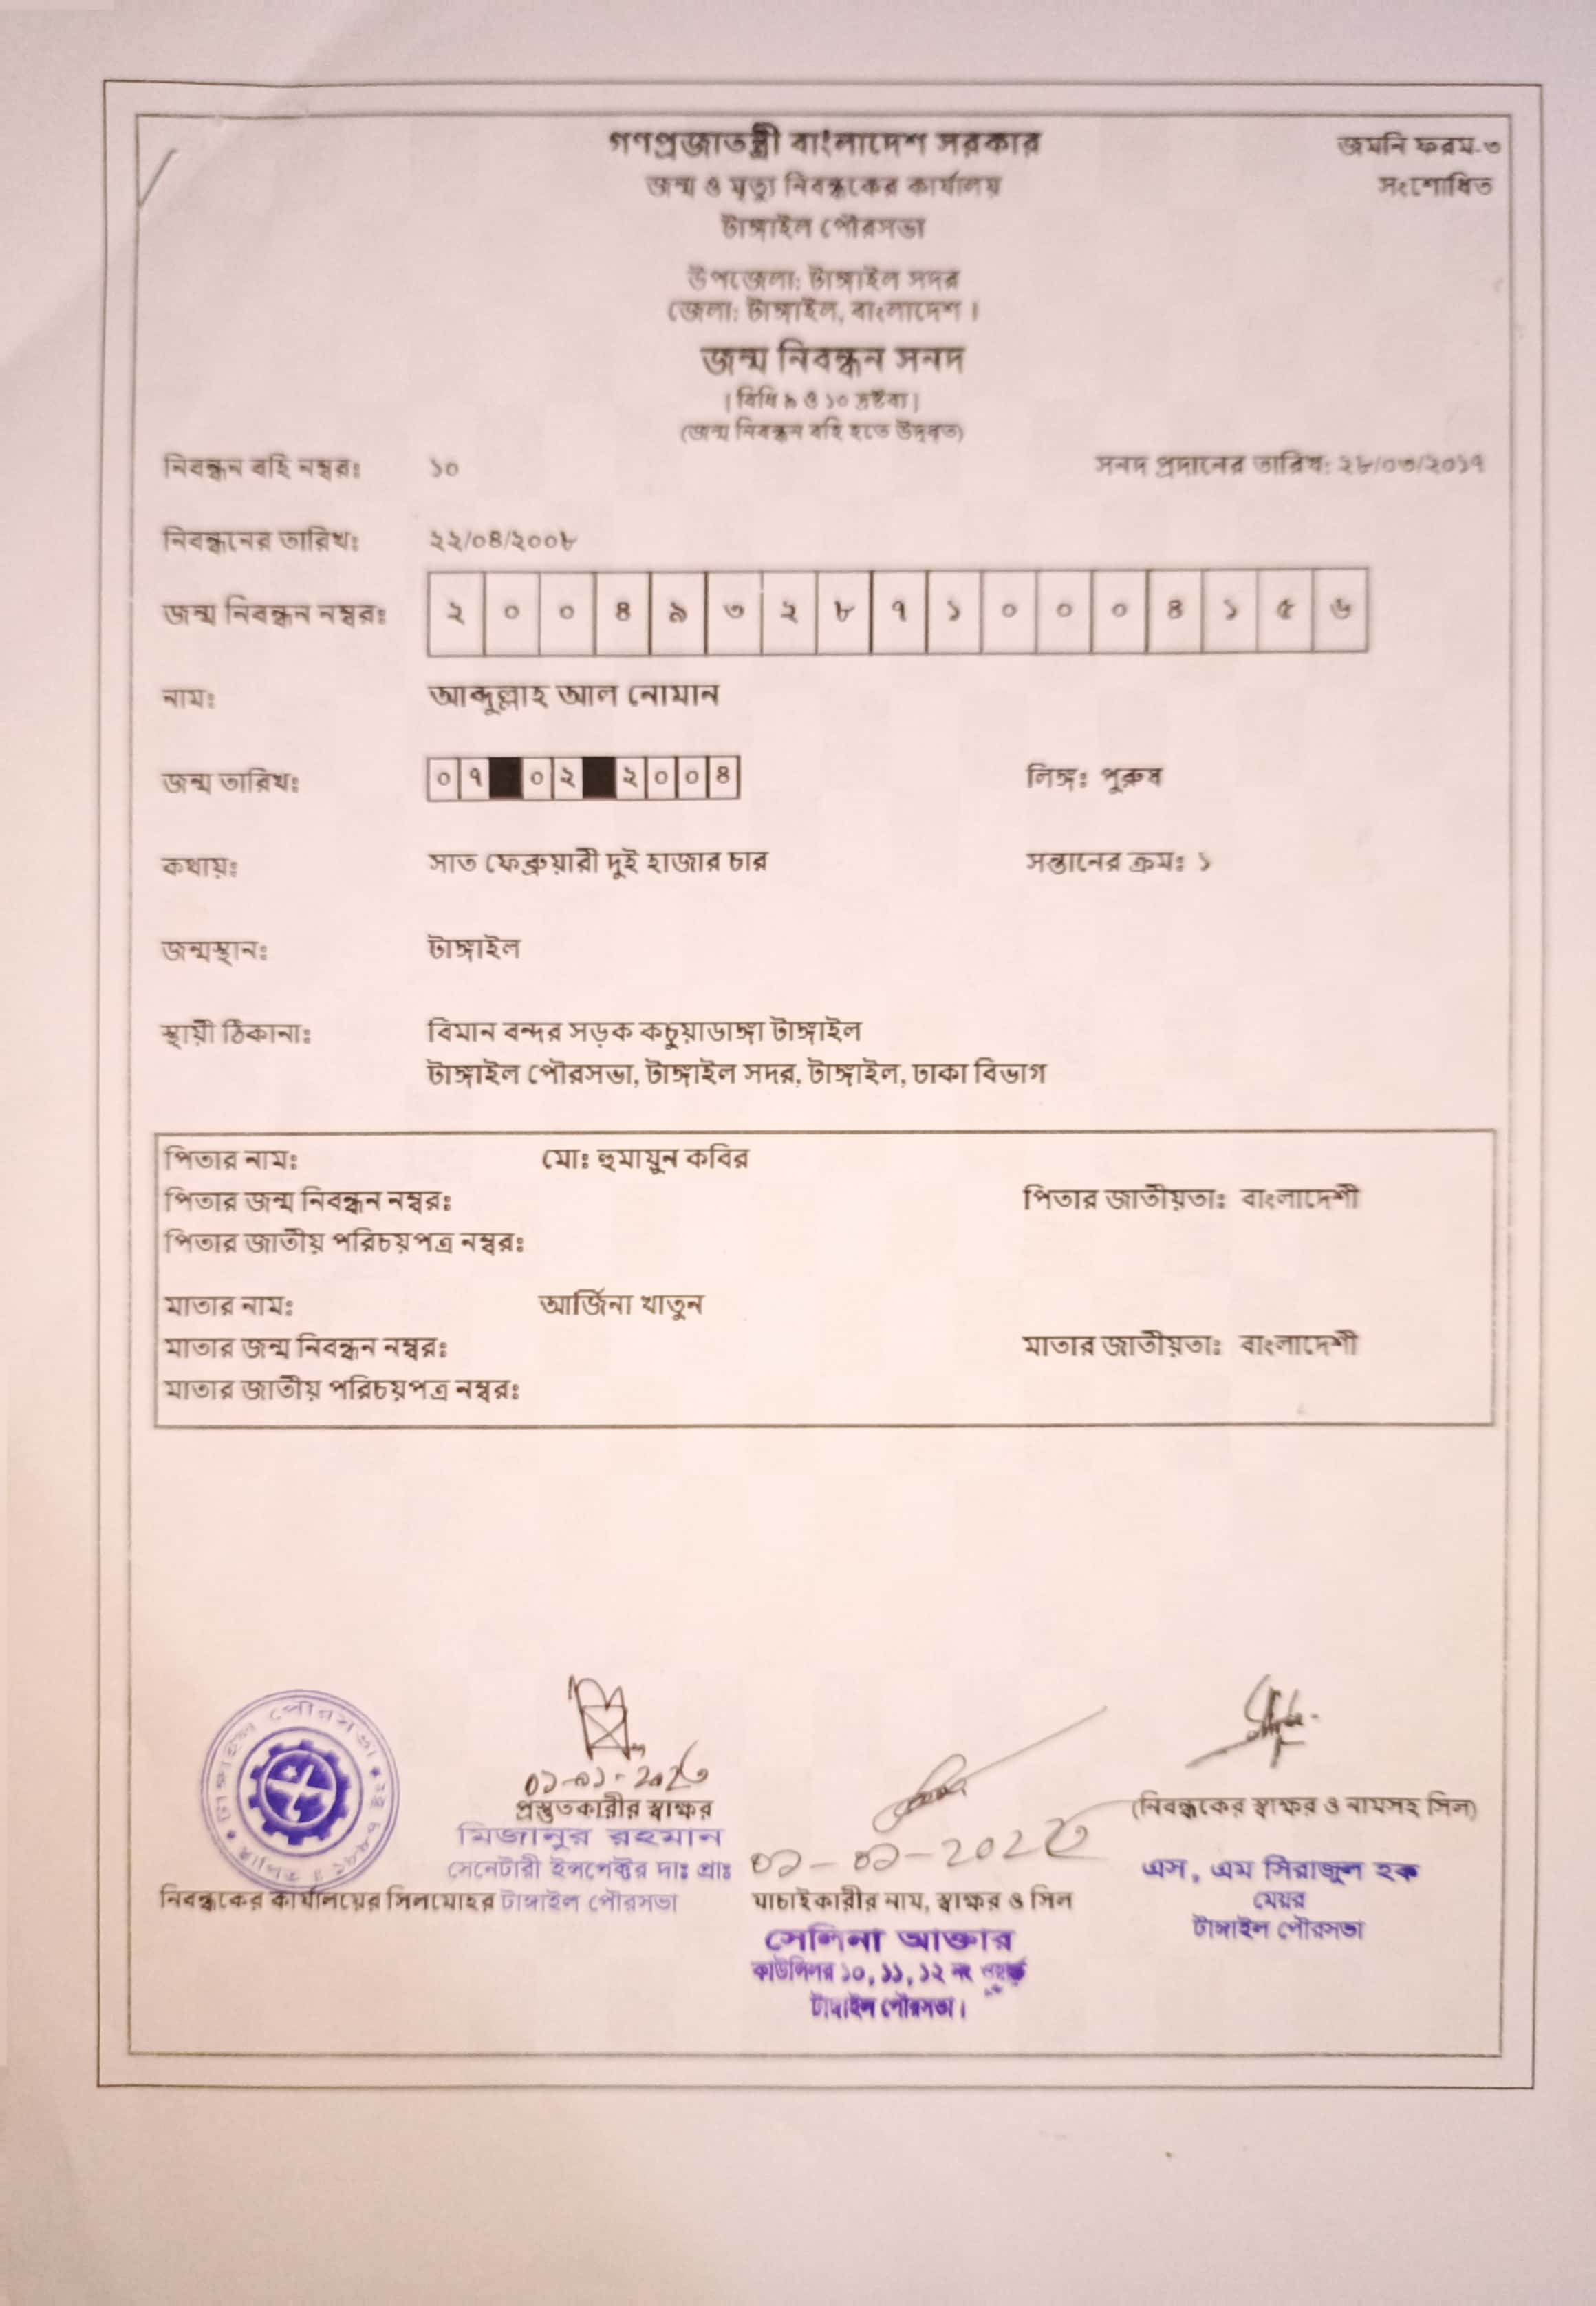 গণপ্রজাতন্ত্রী বাংলাদেশ সরকার
জমনি ফরম-৩
জন্ম ও মৃত্যু নিবন্ধকের কার্যালয়
সংশোধিত
টাঙ্গাইল পৌরসভা
উপজেলা: টাঙ্গাইল সদর
জেলা: টাঙ্গাইল, বাংলাদেশ।
জন্ম নিবন্ধন সনদ
[বিধি ৯ ও ১০ দ্রষ্টব্য]
(জন্ম নিবন্ধন বহি হতে উদ্ধৃত)
নিবন্ধন বহি নম্বরঃ ১০ সনদ প্রদানের তারিখ: ২৮/০৩/২০১৭
নিবন্ধনের তারিখঃ ২২/০৪/২০০৮
জন্ম নিবন্ধন নম্বরঃ ২ ০ ০ ৪ ৯ ৩ ২ ৮ ৭ ১ ০ ০ ০ ৪ ১ ৫ ৬
নামঃ আব্দুল্লাহ আল নোমান
জন্ম তারিখঃ ০ ৭ ০ ২ ২ ০ ০ ৪ লিঙ্গঃ পুরুষ
কথায়ঃ সাত ফেব্রুয়ারী দুই হাজার চার সন্তানের ক্রমঃ ১
জন্মস্থানঃ টাঙ্গাইল
স্থায়ী ঠিকানাঃ বিমান বন্দর সড়ক কচুয়াডাঙ্গা টাঙ্গাইল
টাঙ্গাইল পৌরসভা, টাঙ্গাইল সদর, টাঙ্গাইল, ঢাকা বিভাগ
পিতার নামঃ মোঃ হুমায়ুন কবির
পিতার জন্ম নিবন্ধন নম্বরঃ পিতার জাতীয়তাঃ বাংলাদেশী
পিতার জাতীয় পরিচয়পত্র নম্বরঃ
মাতার নামঃ আর্জিনা খাতুন
মাতার জন্ম নিবন্ধন নম্বরঃ মাতার জাতীয়তাঃ বাংলাদেশী
মাতার জাতীয় পরিচয়পত্র নম্বরঃ
পৌরসভা
প্রস্তুতকারীর স্বাক্ষর
মিজানুর রহমান
সেনেটারী ইন্সপেক্টর দাঃ প্রাঃ
টাঙ্গাইল পৌরসভা
নিবন্ধকের কার্যালয়ের সিলমোহর
যাচাইকারীর নাম, স্বাক্ষর ও সিল
সেলিনা আক্তার
কাউন্সিলর ১০, ১১, ১২ নং ওয়ার্ড
টাঙ্গাইল পৌরসভা।
(নিবন্ধকের স্বাক্ষর ও নামসহ সিল)
এস, এম সিরাজুল হক
মেয়র
টাঙ্গাইল পৌরসভা